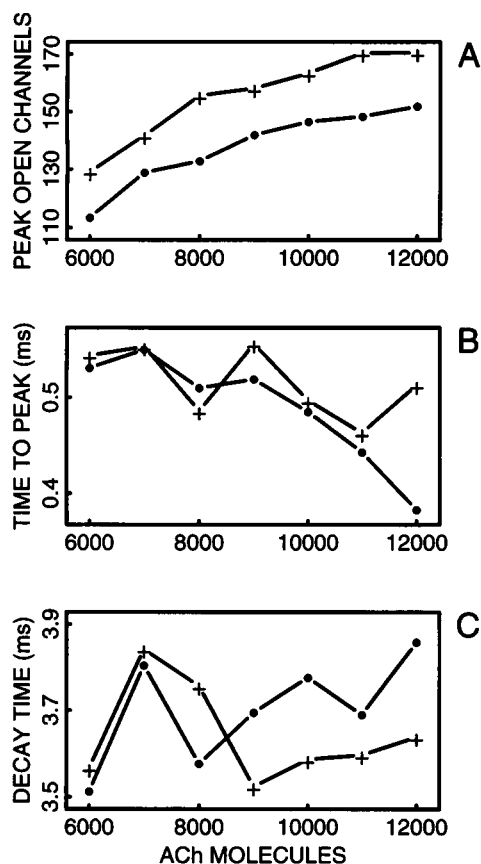 A
PEAK OPEN CHANNELS
170
150
130
110
6000 8000 10000 12000
B
TIME TO PEAK (ms)
0.5
0.4
6000 8000 10000 12000
C
DECAY TIME (ms)
3.9
3.7
3.5
6000 8000 10000 12000
ACh MOLECULES